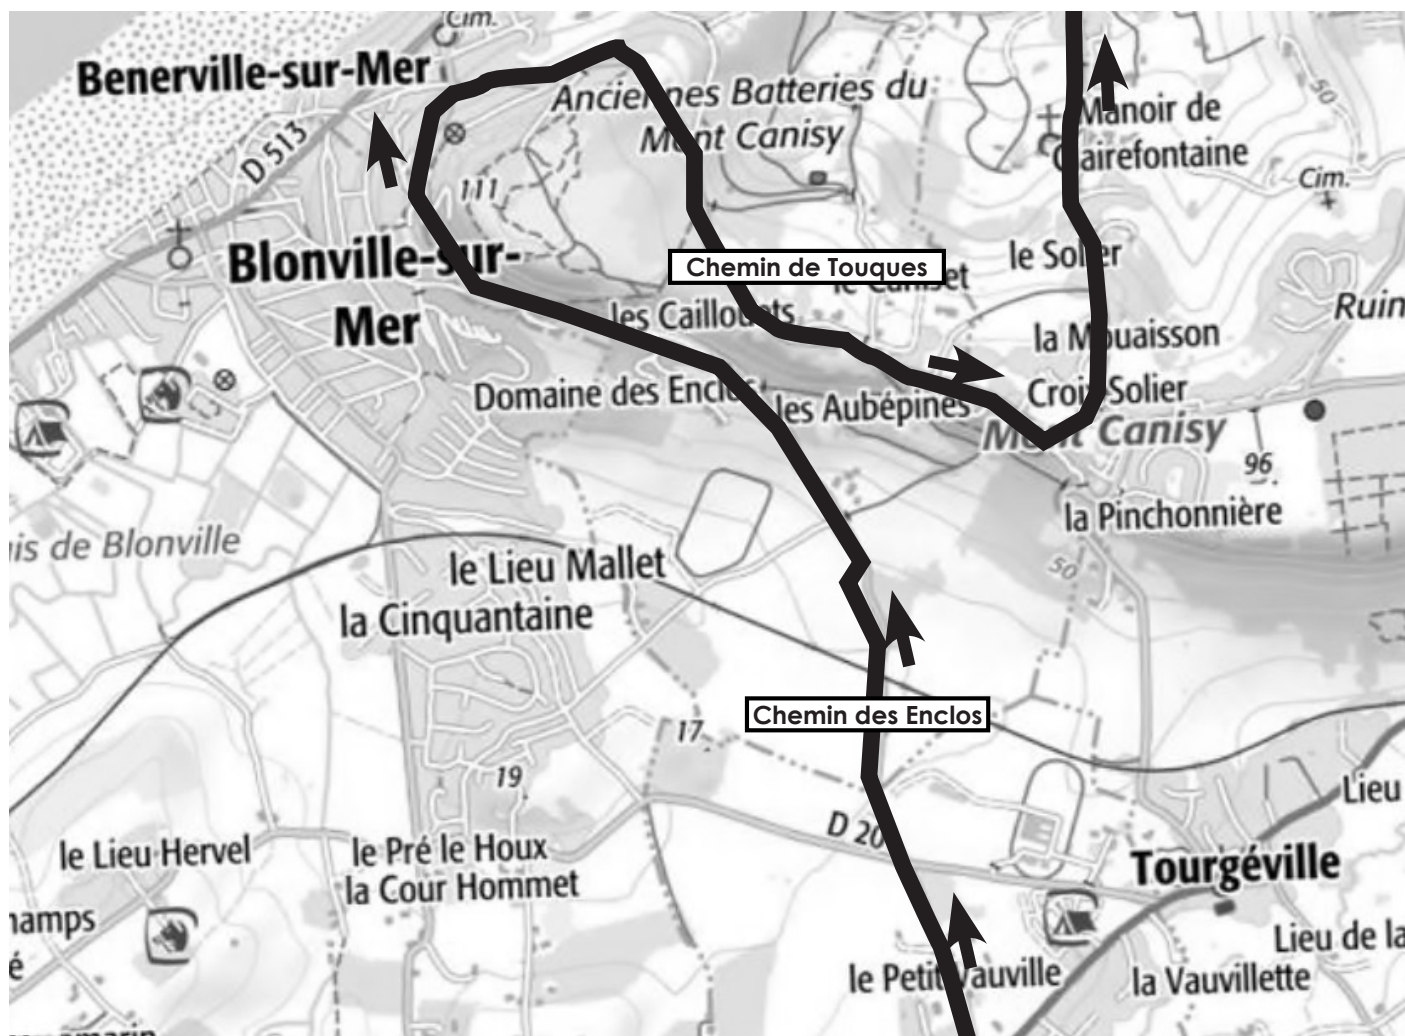 Cim.
Benerville-sur-Mer
Anciennes Batteries du
Mont Canisy
50
Manoir de
Clairefontaine
D 513
111
Cim.
Blonville-sur-
Mer
Chemin de Touques
le Solier
les Caillouets
Ruin
la Mouaisson
Domaine des Enclos
les Aubépines
Croix Solier
Mont Canisy
96
la Pinchonnière
is de Blonville
le Lieu Mallet
50
la Cinquantaine
Chemin des Enclos
17
19
Lieu
D 20
le Lieu Hervel
le Pré le Houx
la Cour Hommet
Tourgéville
hamps
é
Lieu de la
le Petit Vauville
la Vauvillette